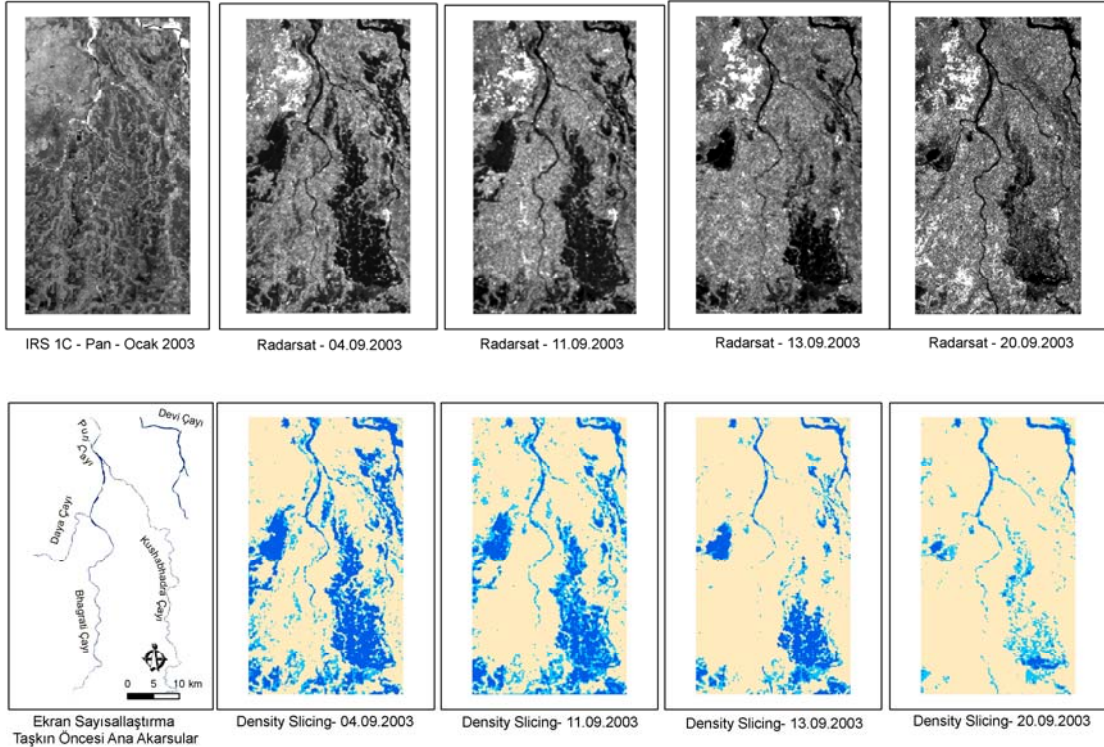 IRS 1C - Pan - Ocak 2003
Radarsat - 04.09.2003
Radarsat - 11.09.2003
Radarsat - 13.09.2003
Radarsat - 20.09.2003
Devi Çayı
Puri Çayı
Daya Çayı
Kushabhadra Çayı
Bhagrati Çayı
0 5 10 km
Ekran Sayısallaştırma
Taşkın Öncesi Ana Akarsular
Density Slicing- 04.09.2003
Density Slicing- 11.09.2003
Density Slicing- 13.09.2003
Density Slicing- 20.09.2003